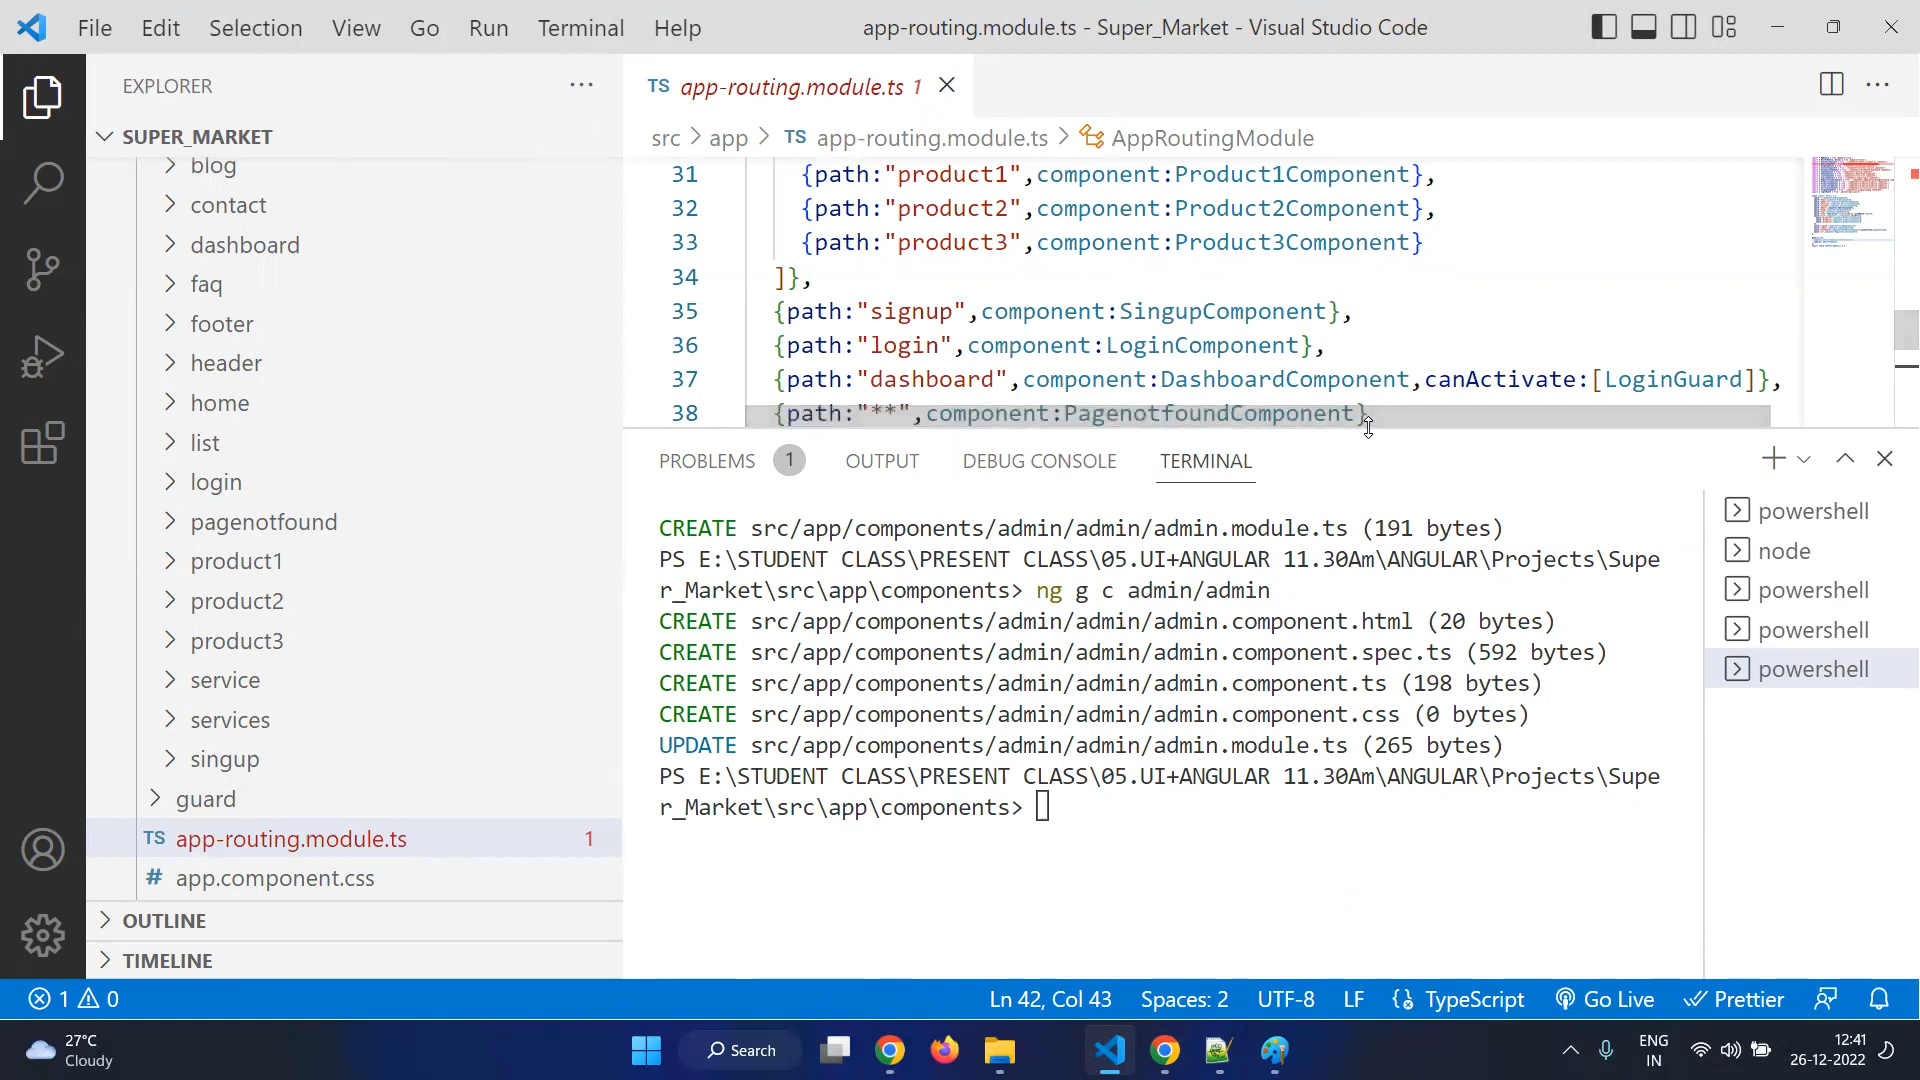 File Edit Selection View Go Run Terminal Help
app-routing.module.ts - Super_Market - Visual Studio Code
EXPLORER
SUPER_MARKET
blog
contact
dashboard
faq
footer
header
home
list
login
pagenotfound
product1
product2
product3
service
services
singup
guard
TS app-routing.module.ts 1
# app.component.css
OUTLINE
TIMELINE
TS app-routing.module.ts 1
src > app > TS app-routing.module.ts > AppRoutingModule
31 {path:"product1",component:Product1Component},
32 {path:"product2",component:Product2Component},
33 {path:"product3",component:Product3Component}
34 ]},
35 {path:"signup",component:SingupComponent},
36 {path:"login",component:LoginComponent},
37 {path:"dashboard",component:DashboardComponent,canActivate:[LoginGuard]},
38 {path:"**",component:PagenotfoundComponent}
PROBLEMS 1 OUTPUT DEBUG CONSOLE TERMINAL
CREATE src/app/components/admin/admin/admin.module.ts (191 bytes)
PS E:\STUDENT CLASS\PRESENT CLASS\05.UI+ANGULAR 11.30Am\ANGULAR\Projects\Supe
r_Market\src\app\components> ng g c admin/admin
CREATE src/app/components/admin/admin/admin.component.html (20 bytes)
CREATE src/app/components/admin/admin/admin.component.spec.ts (592 bytes)
CREATE src/app/components/admin/admin/admin.component.ts (198 bytes)
CREATE src/app/components/admin/admin/admin.component.css (0 bytes)
UPDATE src/app/components/admin/admin/admin.module.ts (265 bytes)
PS E:\STUDENT CLASS\PRESENT CLASS\05.UI+ANGULAR 11.30Am\ANGULAR\Projects\Supe
r_Market\src\app\components>
powershell
node
powershell
powershell
powershell
1 0
Ln 42, Col 43 Spaces: 2 UTF-8 LF TypeScript Go Live Prettier
27°C
Cloudy
Search
ENG
IN
12:41
26-12-2022